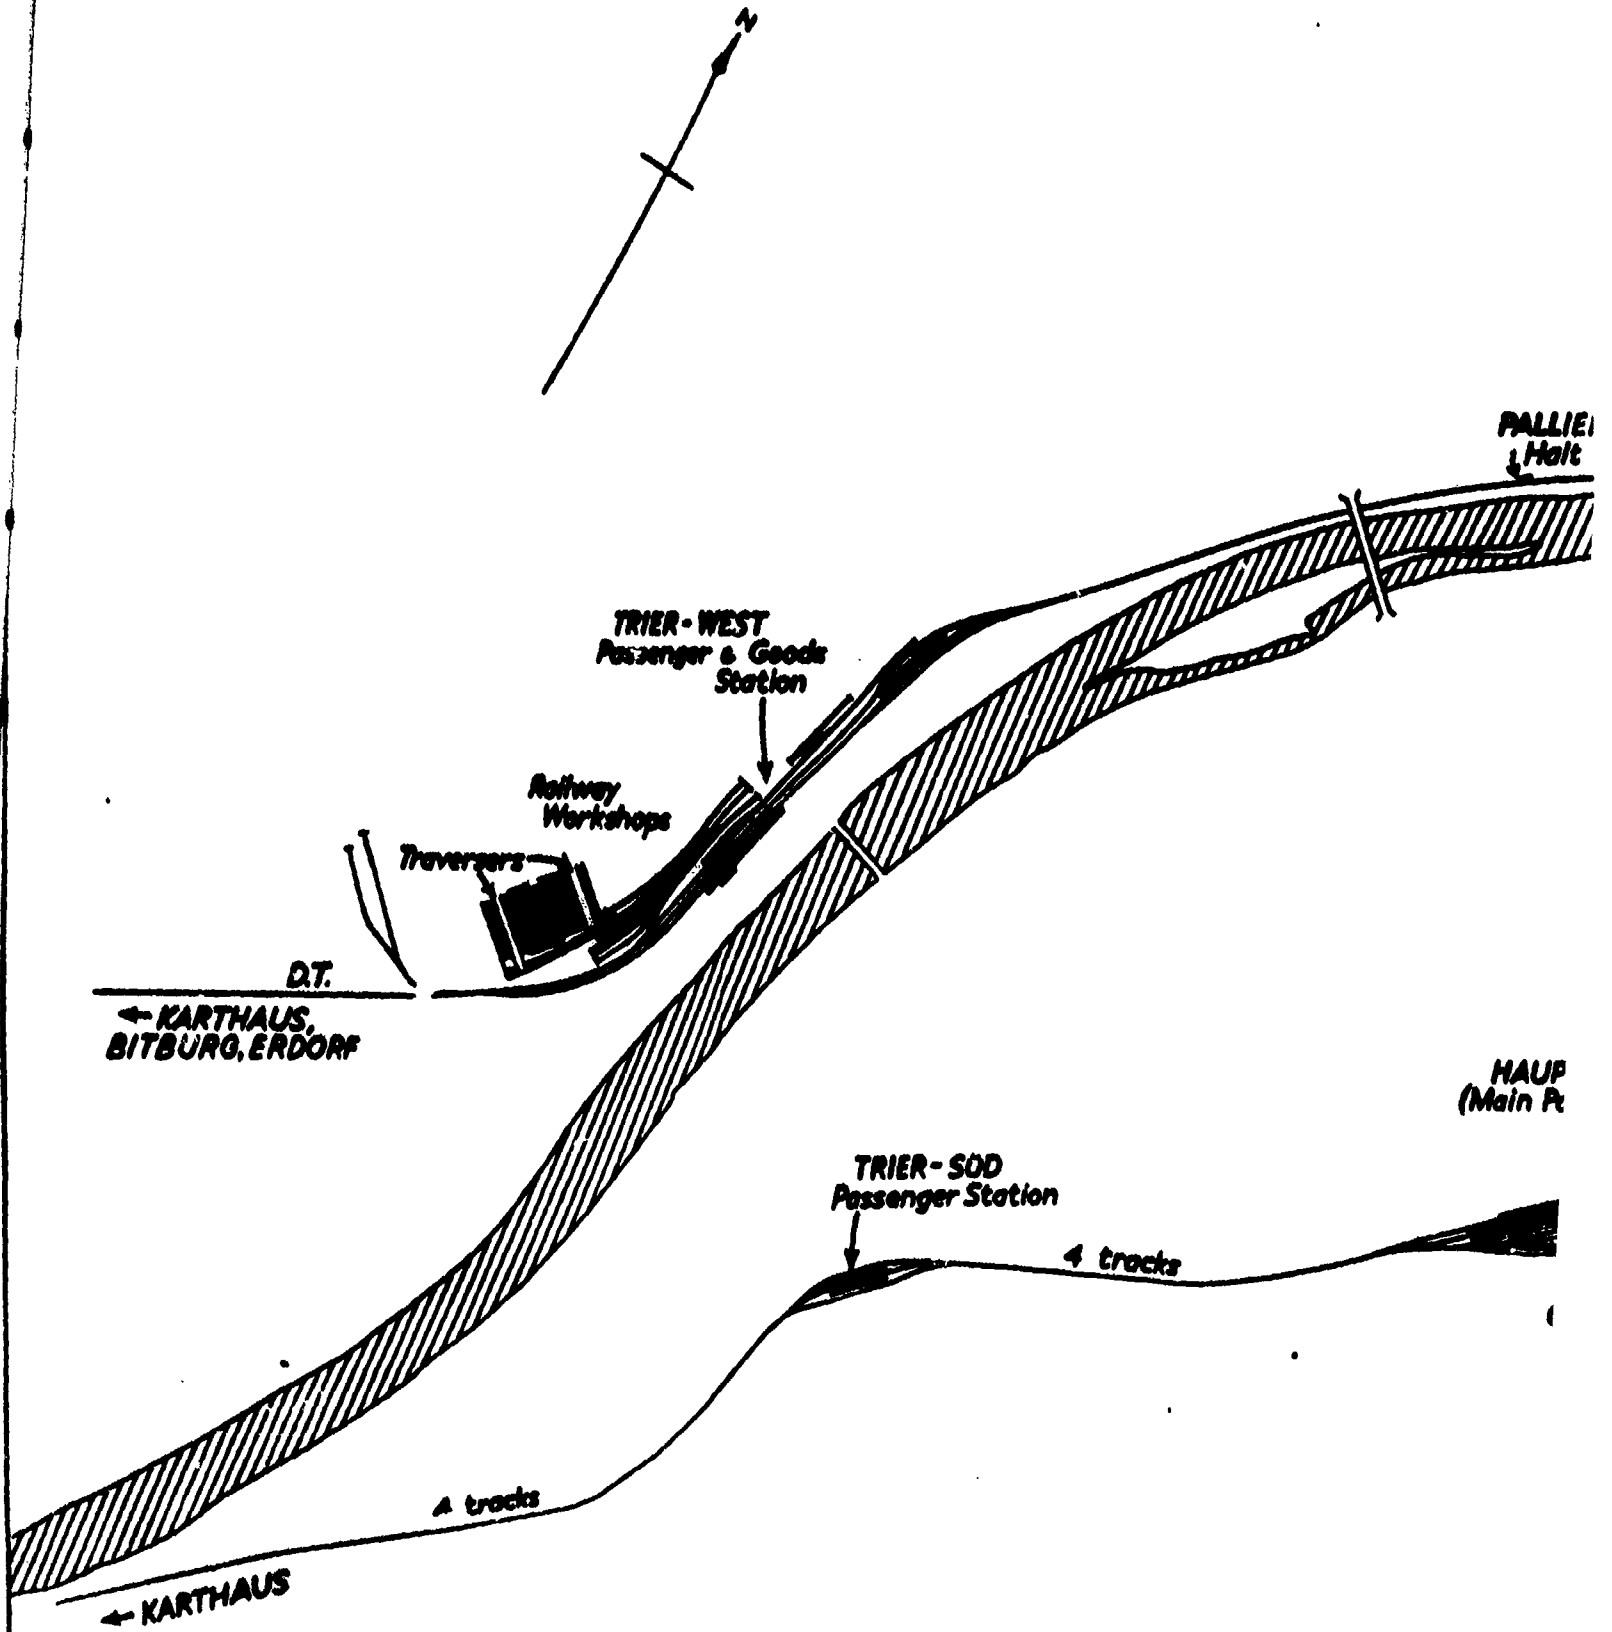 N
PALLIE
Halt
TRIER-WEST
Passenger & Goods
Station
Railway
Workshops
Traversers
D.T.
← KARTHAUS,
BITBURG, ERDORF
HAUP
(Main Pa
TRIER-SÜD
Passenger Station
4 tracks
4 tracks
← KARTHAUS